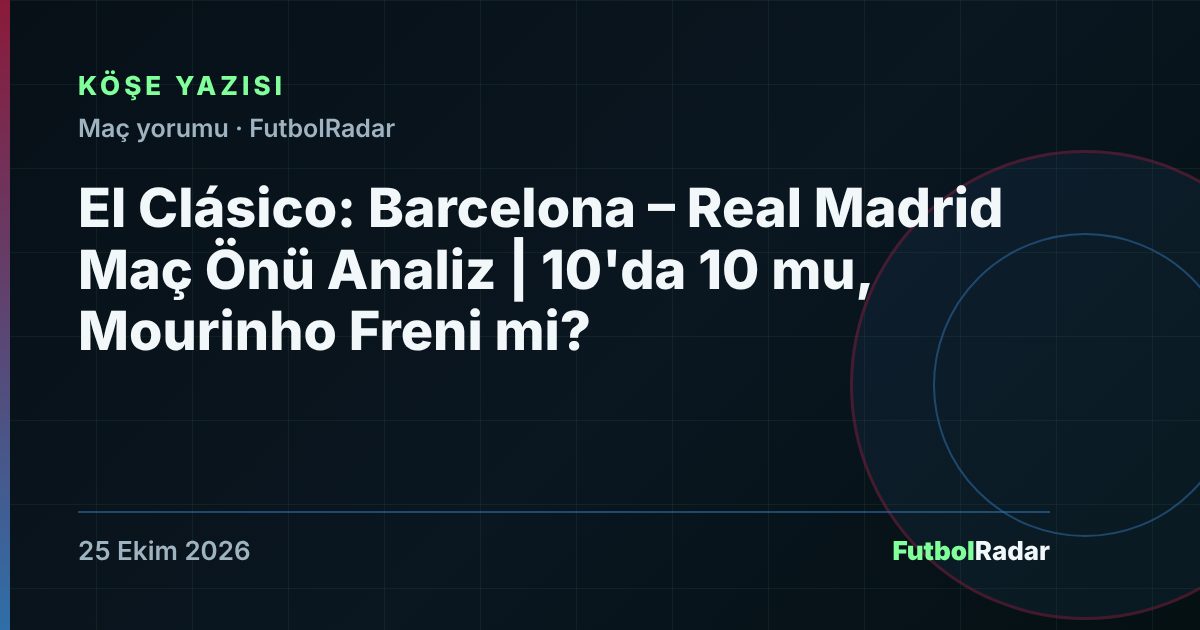 KÖŞE YAZISI
Maç yorumu · FutbolRadar
El Clásico: Barcelona – Real Madrid
Maç Önü Analiz | 10'da 10 mu,
Mourinho Freni mi?
25 Ekim 2026
FutbolRadar